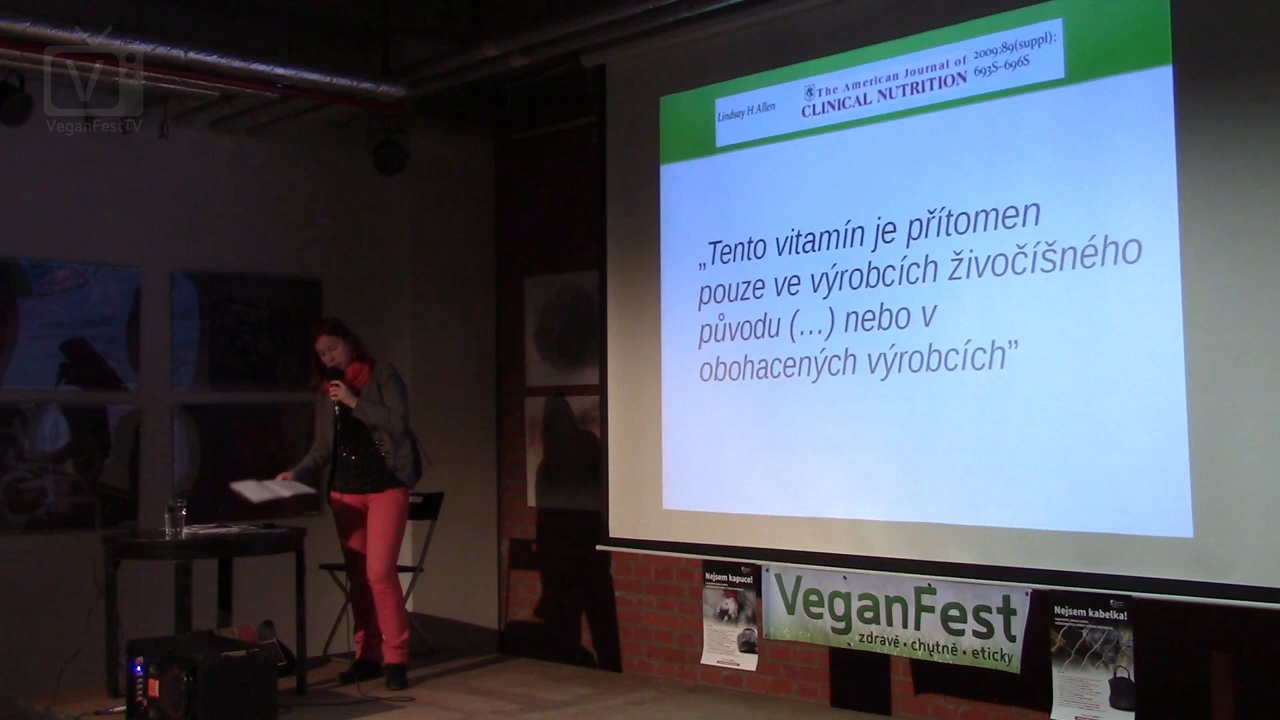 VeganFestTV
Lindsay H Allen
The American Journal of
CLINICAL NUTRITION
2009;89(suppl):
693S–696S
„Tento vitamín je přítomen
pouze ve výrobcích živočíšného
původu (…) nebo v
obohacených výrobcích”
Nejsem kapuce!
VeganFest
zdravě • chutně • eticky
Nejsem kabelka!